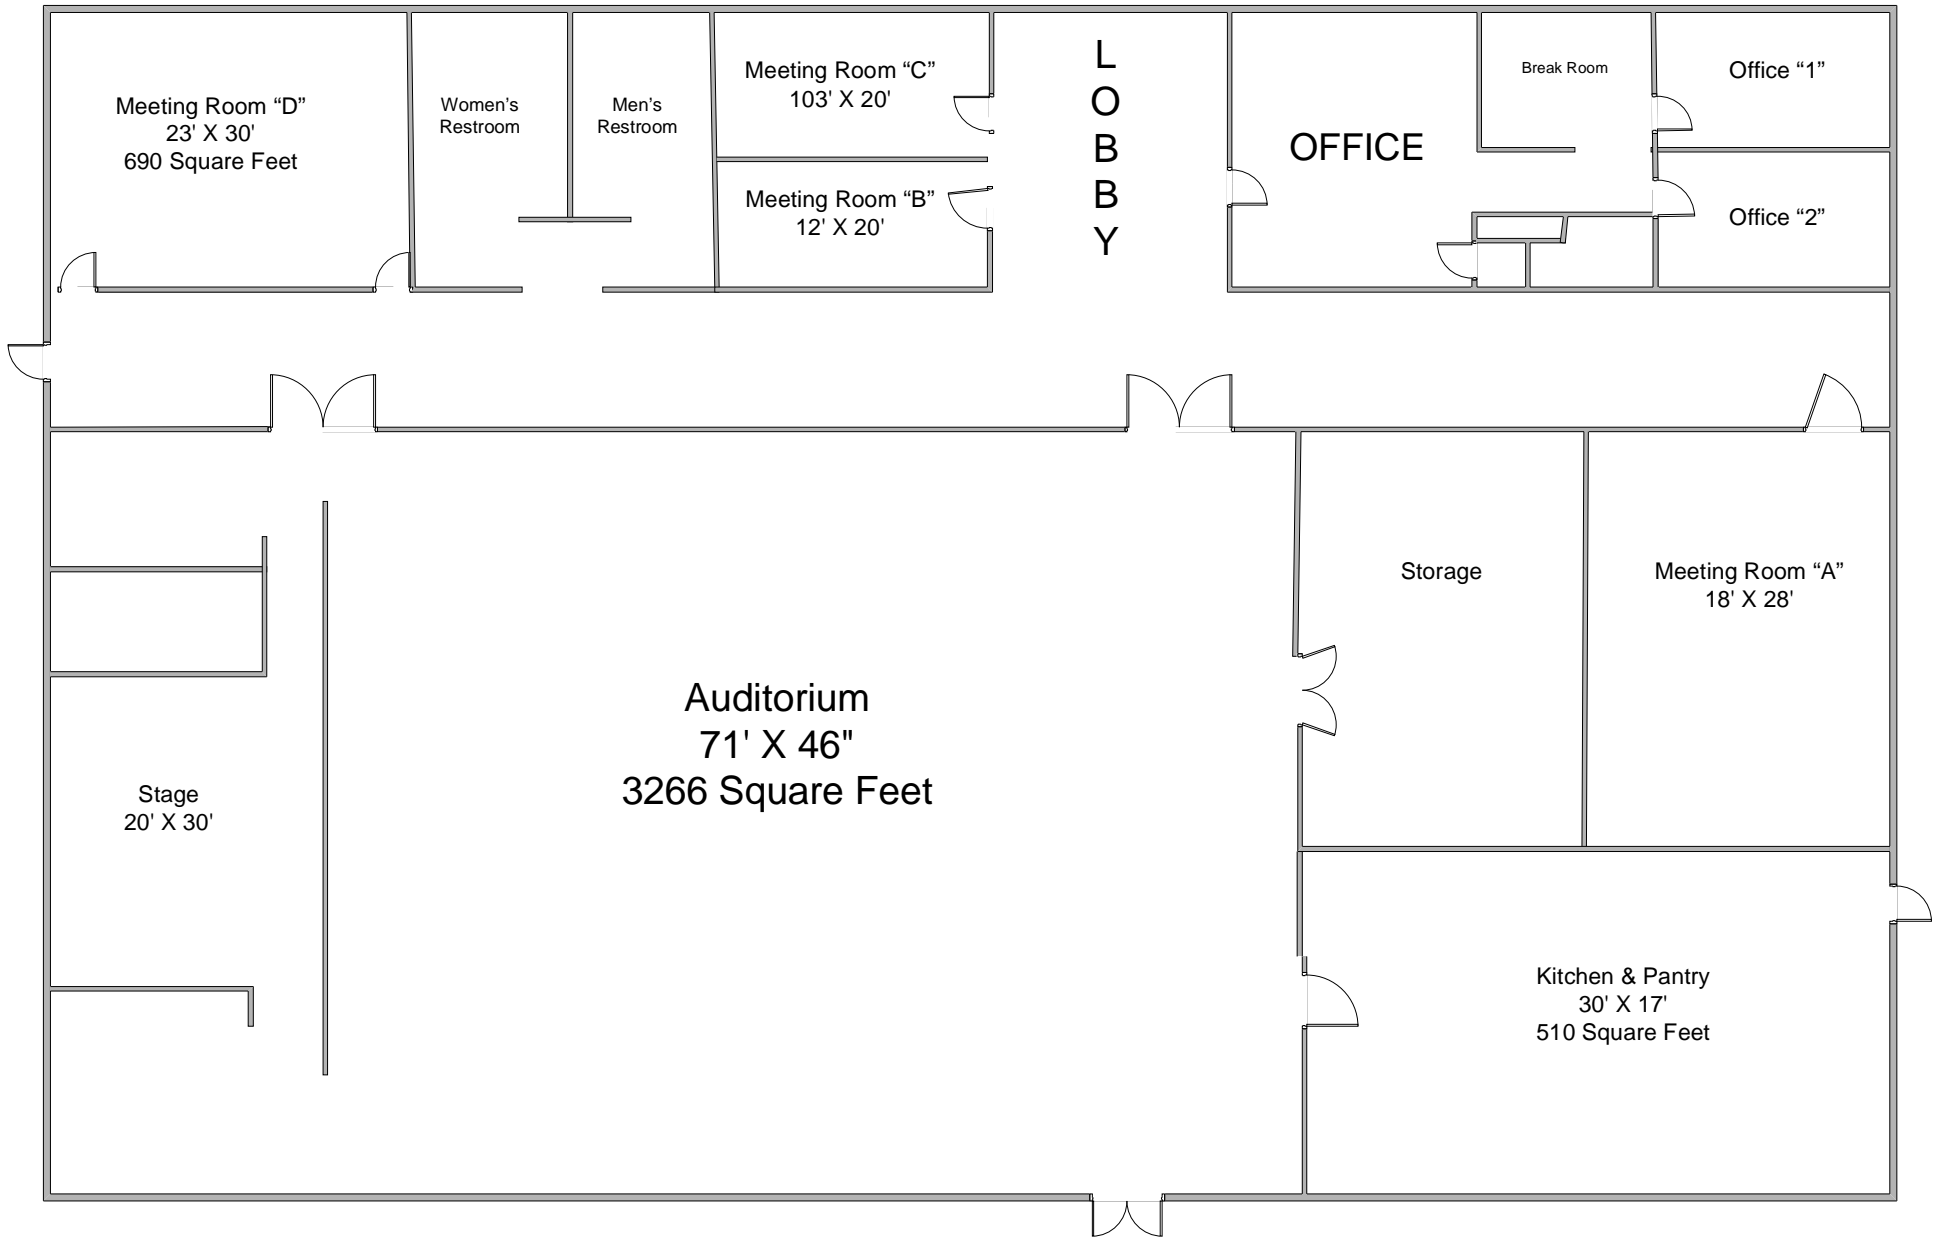 Meeting Room “D”
23' X 30'
690 Square Feet
Women’s
Restroom
Men’s
Restroom
Meeting Room “C”
103' X 20'
Meeting Room “B”
12' X 20'
L
O
B
B
Y
OFFICE
Break Room
Office “1”
Office “2”
Auditorium
71' X 46"
3266 Square Feet
Storage
Meeting Room “A”
18' X 28'
Stage
20' X 30'
Kitchen & Pantry
30' X 17'
510 Square Feet